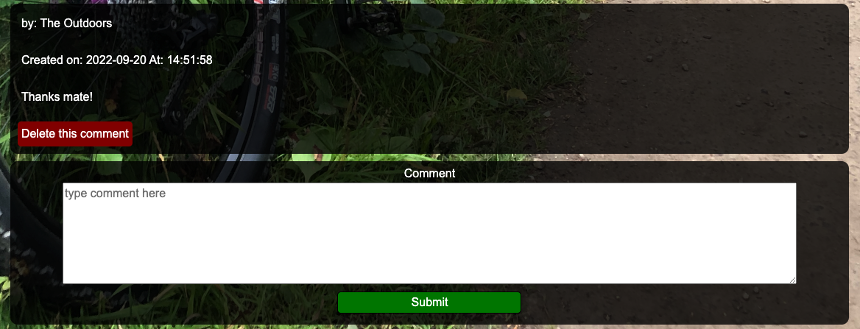 by: The Outdoors
Created on: 2022-09-20 At: 14:51:58
Thanks mate!
Delete this comment
Comment
type comment here
Submit